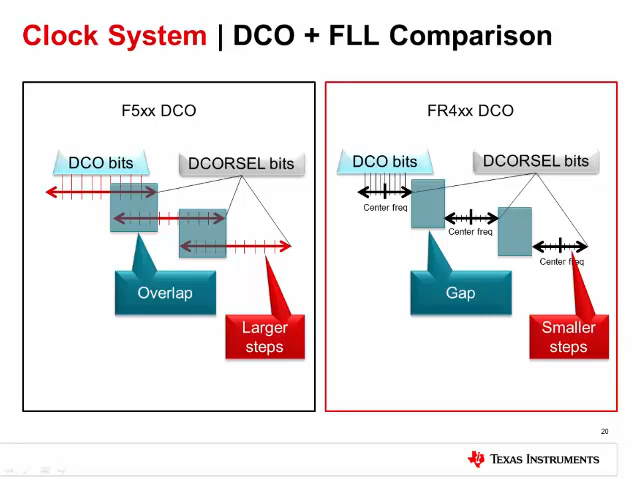 Clock System | DCO + FLL Comparison
F5xx DCO
DCO bits
DCORSEL bits
Overlap
Larger
steps
FR4xx DCO
DCO bits
DCORSEL bits
Center freq
Center freq
Center freq
Gap
Smaller
steps
20
TEXAS INSTRUMENTS